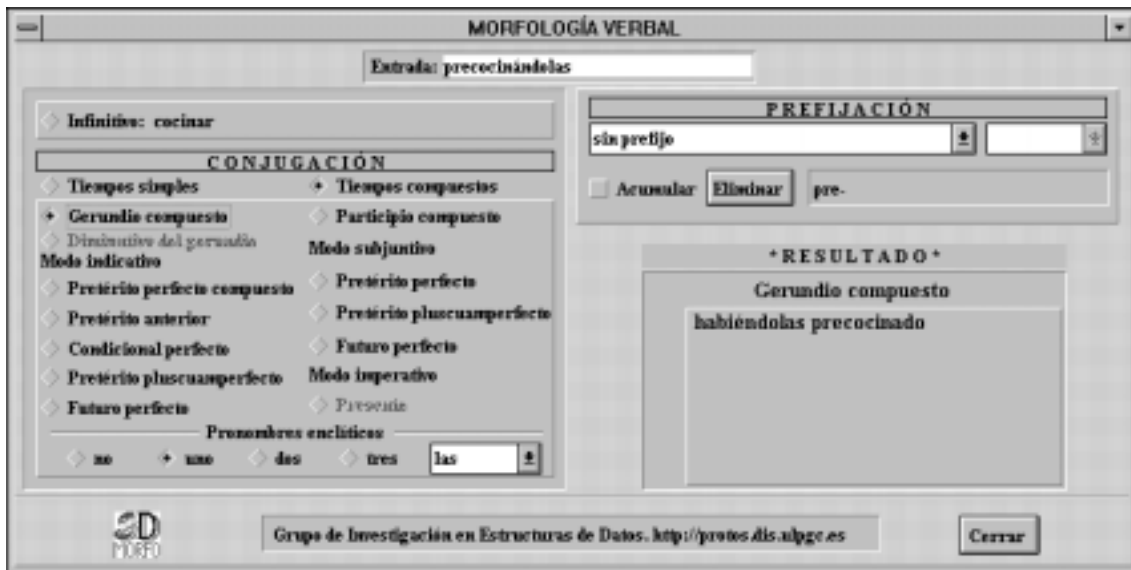 MORFOLOGÍA VERBAL
Entrada: precocinándolas
Infinitivo: cocinar
CONJUGACIÓN
Tiempos simples
Tiempos compuestos
Gerundio compuesto
Participio compuesto
Diminutivo del gerundio
Modo indicativo
Modo subjuntivo
Pretérito perfecto compuesto
Pretérito perfecto
Pretérito anterior
Pretérito pluscuamperfecto
Condicional perfecto
Futuro perfecto
Pretérito pluscuamperfecto
Modo imperativo
Futuro perfecto
Presente
Pronombres enclíticos
no uno dos tres las
PREFIJACIÓN
sin prefijo
Acumular Eliminar pre-
*RESULTADO*
Gerundio compuesto
habiéndolas precocinado
SD
MORFO
Grupo de Investigación en Estructuras de Datos. http://protos.dis.ulpgc.es
Cerrar